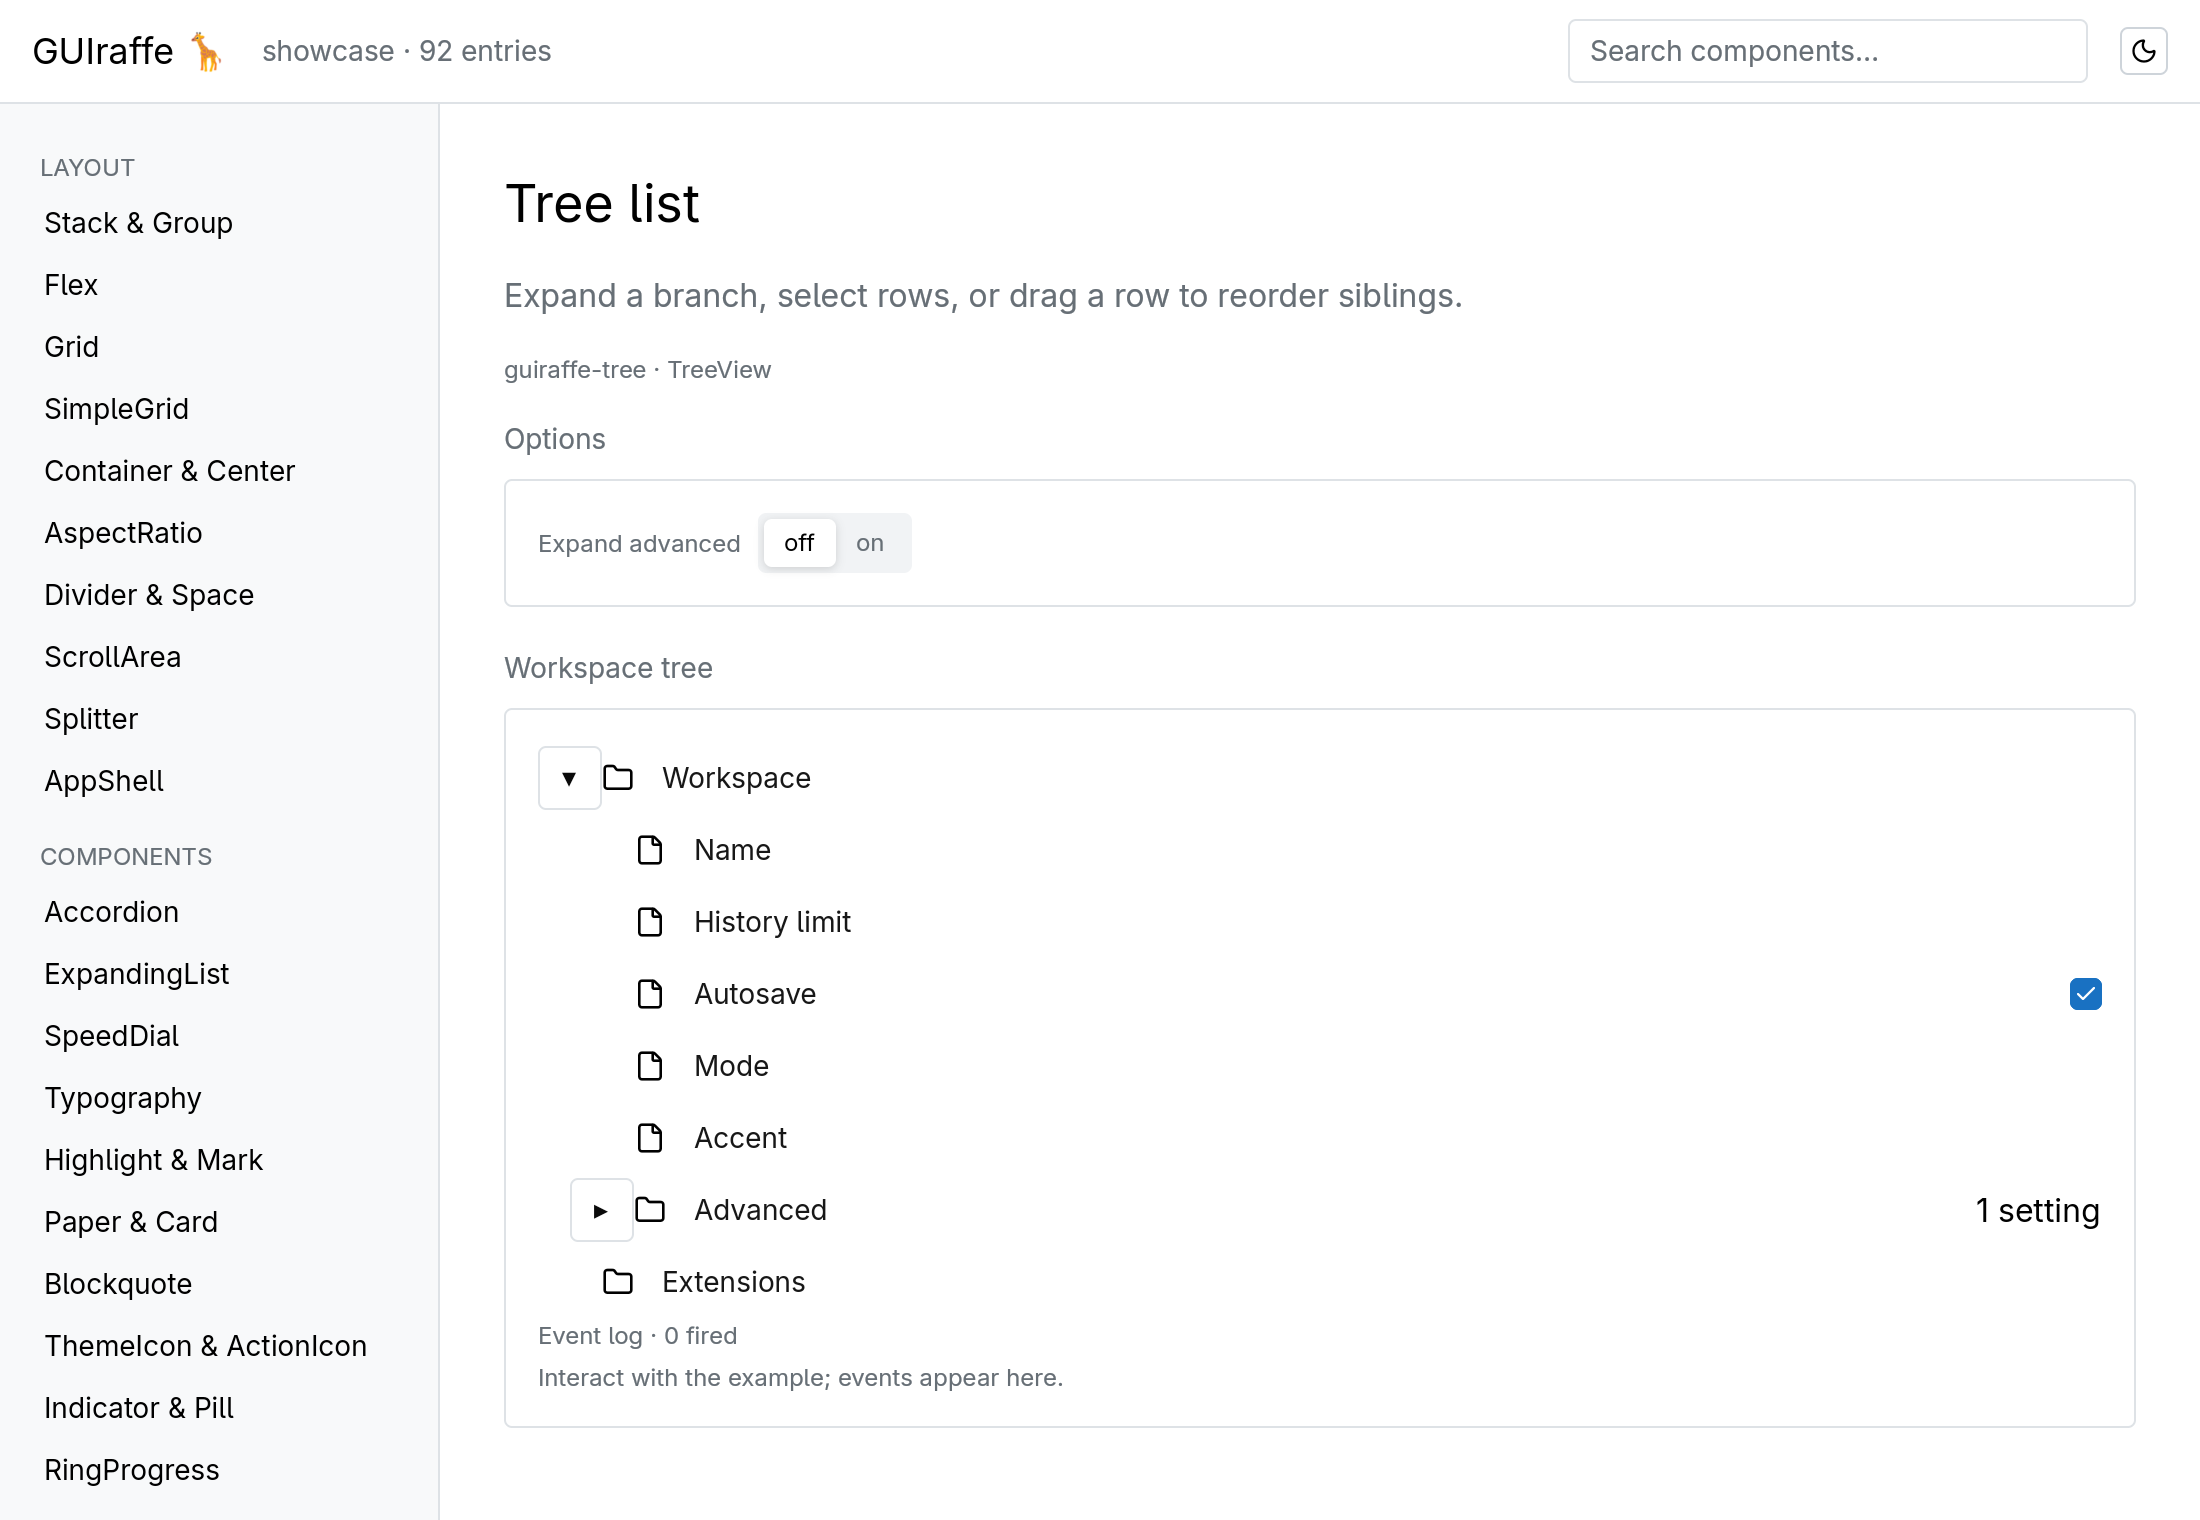 GUIraffe 🦒 showcase · 92 entries
Search components...
LAYOUT
Stack & Group
Flex
Grid
SimpleGrid
Container & Center
AspectRatio
Divider & Space
ScrollArea
Splitter
AppShell
COMPONENTS
Accordion
ExpandingList
SpeedDial
Typography
Highlight & Mark
Paper & Card
Blockquote
ThemeIcon & ActionIcon
Indicator & Pill
RingProgress
Tree list
Expand a branch, select rows, or drag a row to reorder siblings.
guiraffe-tree · TreeView
Options
Expand advanced off on
Workspace tree
Workspace
Name
History limit
Autosave
Mode
Accent
Advanced 1 setting
Extensions
Event log · 0 fired
Interact with the example; events appear here.